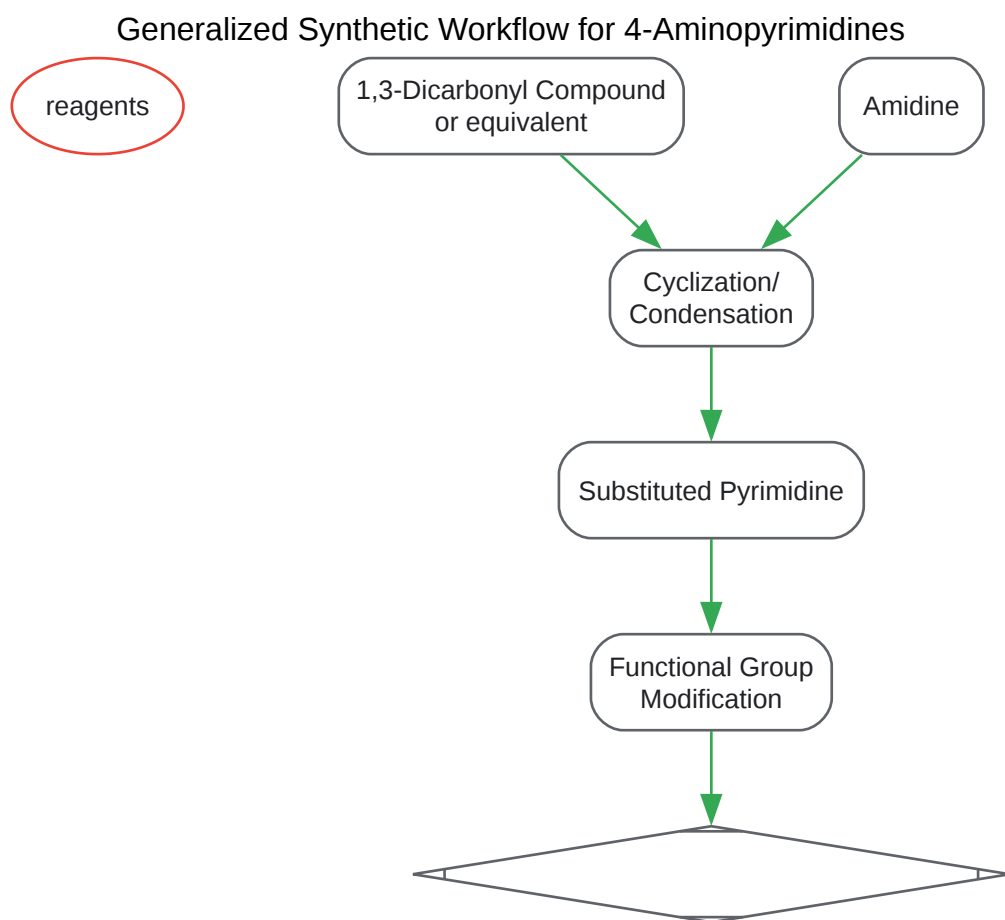 Generalized Synthetic Workflow for 4-Aminopyrimidines
reagents
1,3-Dicarbonyl Compound
or equivalent
Amidine
Cyclization/
Condensation
Substituted Pyrimidine
Functional Group
Modification